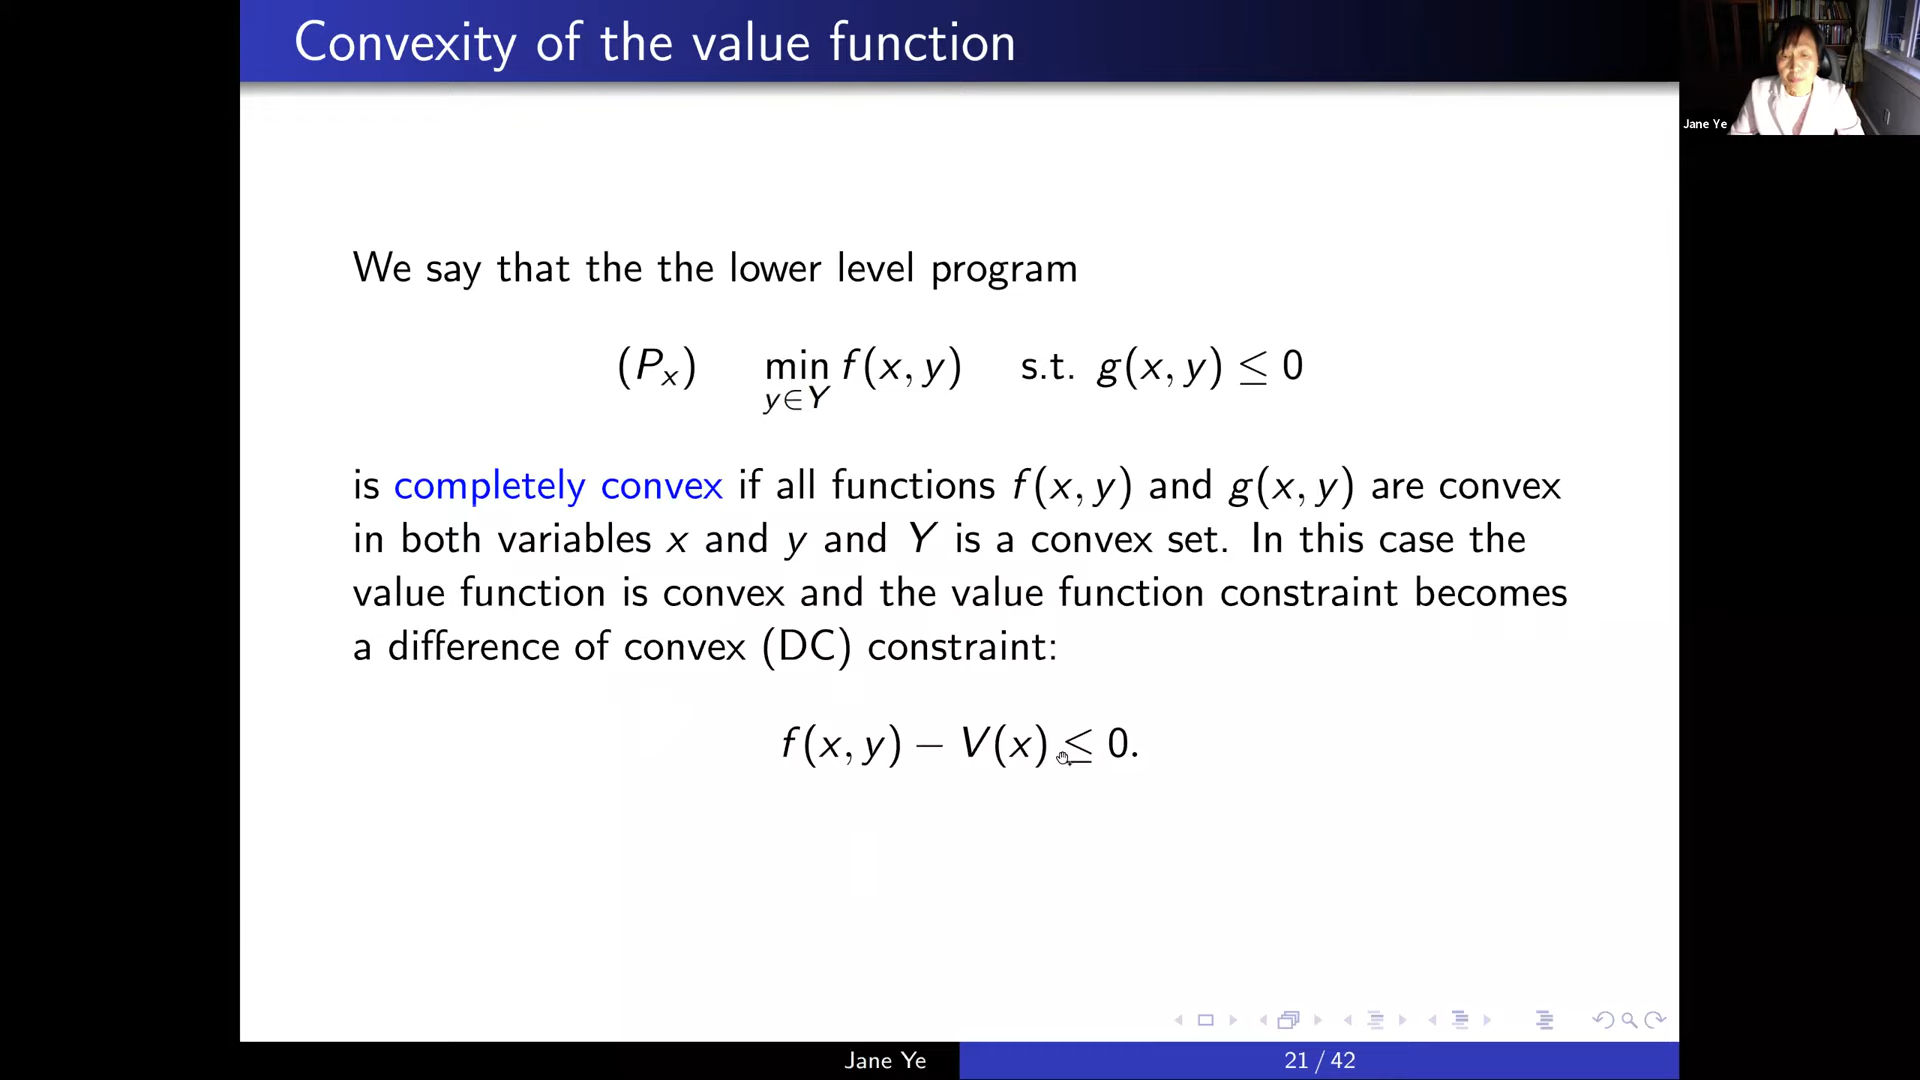 Convexity of the value function
Jane Ye
We say that the the lower level program
(Pₓ) min f(x, y) s.t. g(x, y) ≤ 0
y∈Y
is completely convex if all functions f(x, y) and g(x, y) are convex
in both variables x and y and Y is a convex set. In this case the
value function is convex and the value function constraint becomes
a difference of convex (DC) constraint:
f(x, y) − V(x) ≤ 0.
Jane Ye
21 / 42